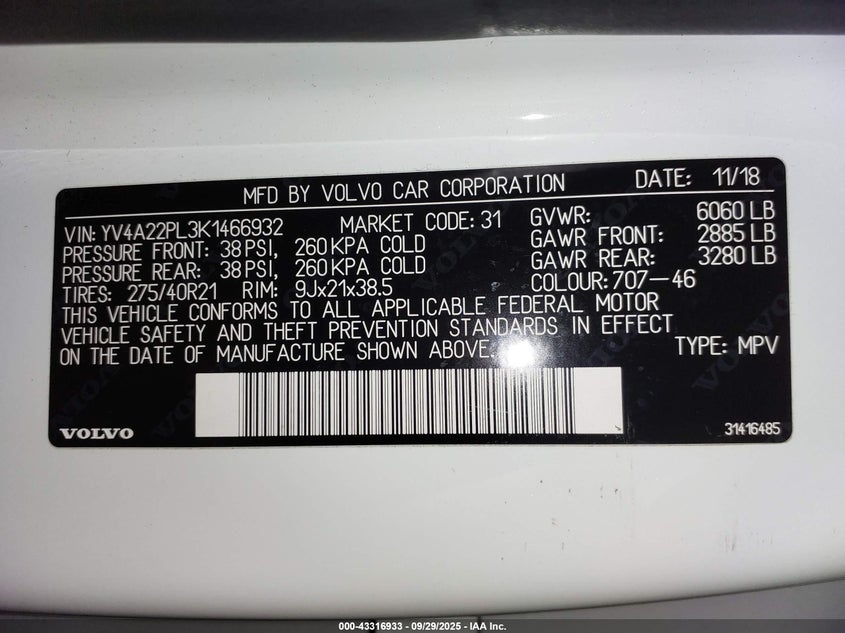 MFD BY VOLVO CAR CORPORATION DATE: 11/18
VIN: YV4A22PL3K1466932 MARKET CODE: 31 GVWR: 6060 LB
PRESSURE FRONT: 38 PSI, 260 KPA COLD GAWR FRONT: 2885 LB
PRESSURE REAR: 38 PSI, 260 KPA COLD GAWR REAR: 3280 LB
TIRES: 275/40R21 RIM: 9Jx21x38.5 COLOUR: 707-46
THIS VEHICLE CONFORMS TO ALL APPLICABLE FEDERAL MOTOR
VEHICLE SAFETY AND THEFT PREVENTION STANDARDS IN EFFECT
ON THE DATE OF MANUFACTURE SHOWN ABOVE. TYPE: MPV
VOLVO 31416485
000-43316933 - 09/29/2025 - IAA, Inc.